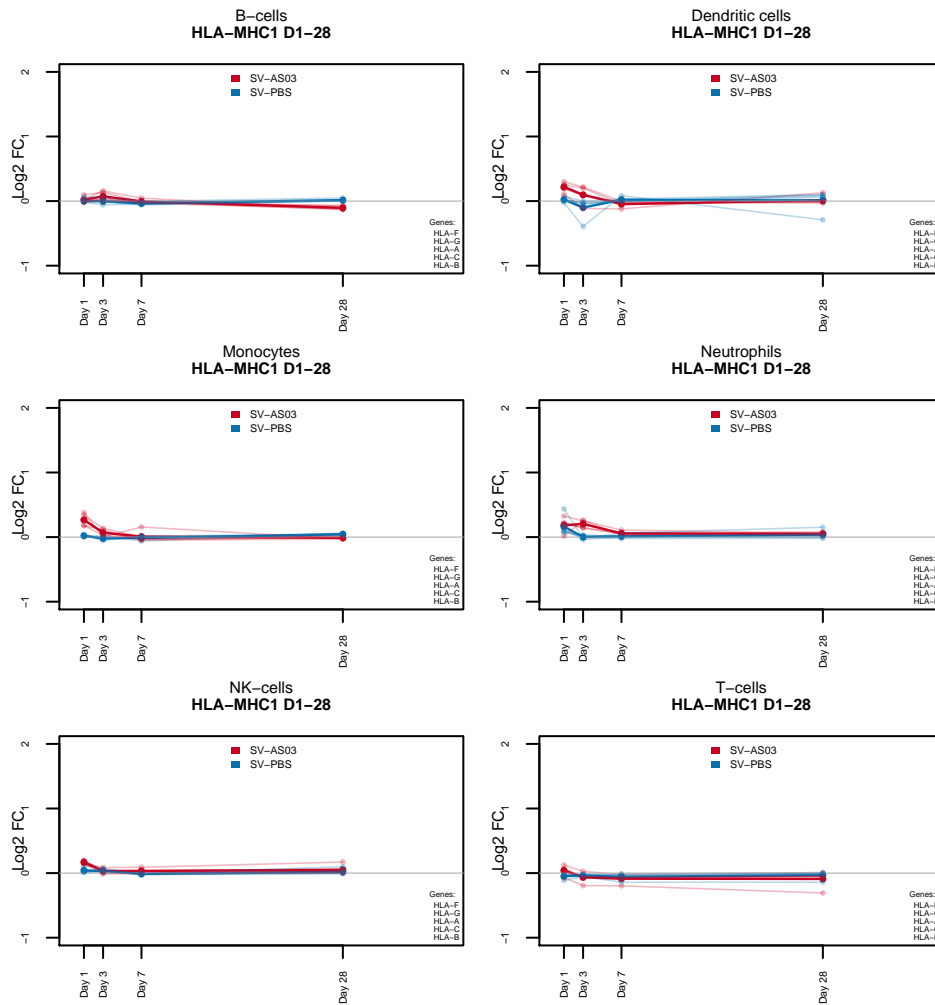 B−cells
HLA−MHC1 D1−28
SV−AS03
SV−PBS
Log2 FC
2
1
0
−1
Genes:
HLA−F
HLA−G
HLA−A
HLA−C
HLA−B
Day 1
Day 3
Day 7
Day 28
Dendritic cells
HLA−MHC1 D1−28
SV−AS03
SV−PBS
Log2 FC
2
1
0
−1
Genes:
Day 1
Day 3
Day 7
Day 28
Monocytes
HLA−MHC1 D1−28
SV−AS03
SV−PBS
Log2 FC
2
1
0
−1
Genes:
HLA−F
HLA−G
HLA−A
HLA−C
HLA−B
Day 1
Day 3
Day 7
Day 28
Neutrophils
HLA−MHC1 D1−28
SV−AS03
SV−PBS
Log2 FC
2
1
0
−1
Genes:
Day 1
Day 3
Day 7
Day 28
NK−cells
HLA−MHC1 D1−28
SV−AS03
SV−PBS
Log2 FC
2
1
0
−1
Genes:
HLA−F
HLA−G
HLA−A
HLA−C
HLA−B
Day 1
Day 3
Day 7
Day 28
T−cells
HLA−MHC1 D1−28
SV−AS03
SV−PBS
Log2 FC
2
1
0
−1
Genes:
Day 1
Day 3
Day 7
Day 28